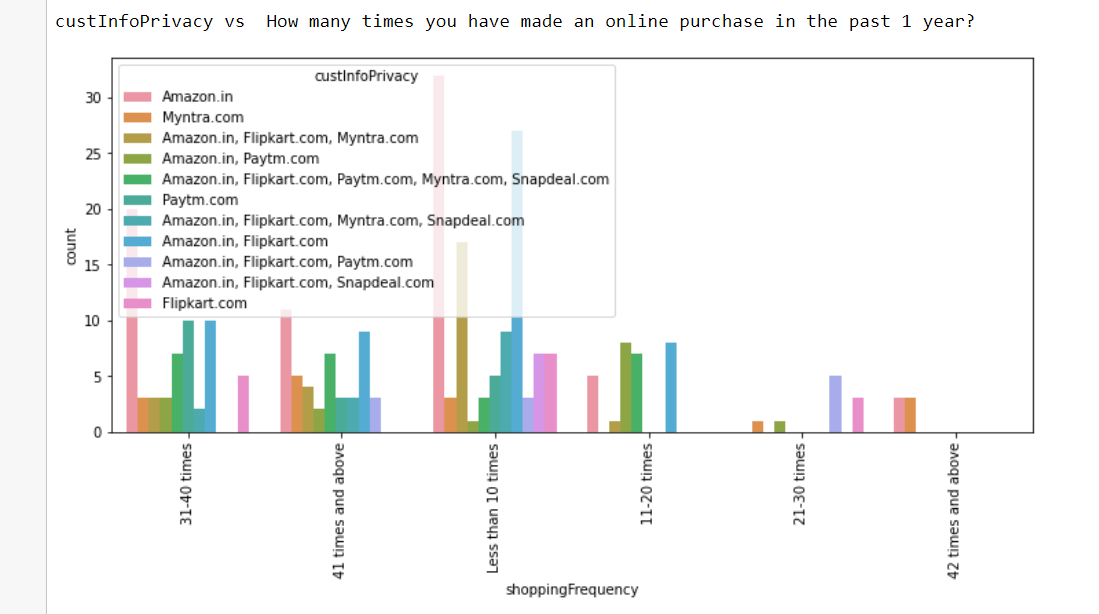 custInfoPrivacy vs  How many times you have made an online purchase in the past 1 year?
custInfoPrivacy
Amazon.in
Myntra.com
Amazon.in, Flipkart.com, Myntra.com
Amazon.in, Paytm.com
Amazon.in, Flipkart.com, Paytm.com, Myntra.com, Snapdeal.com
Paytm.com
Amazon.in, Flipkart.com, Myntra.com, Snapdeal.com
Amazon.in, Flipkart.com
Amazon.in, Flipkart.com, Paytm.com
Amazon.in, Flipkart.com, Snapdeal.com
Flipkart.com
count
30
25
20
15
10
5
0
31-40 times
41 times and above
Less than 10 times
11-20 times
21-30 times
42 times and above
shoppingFrequency